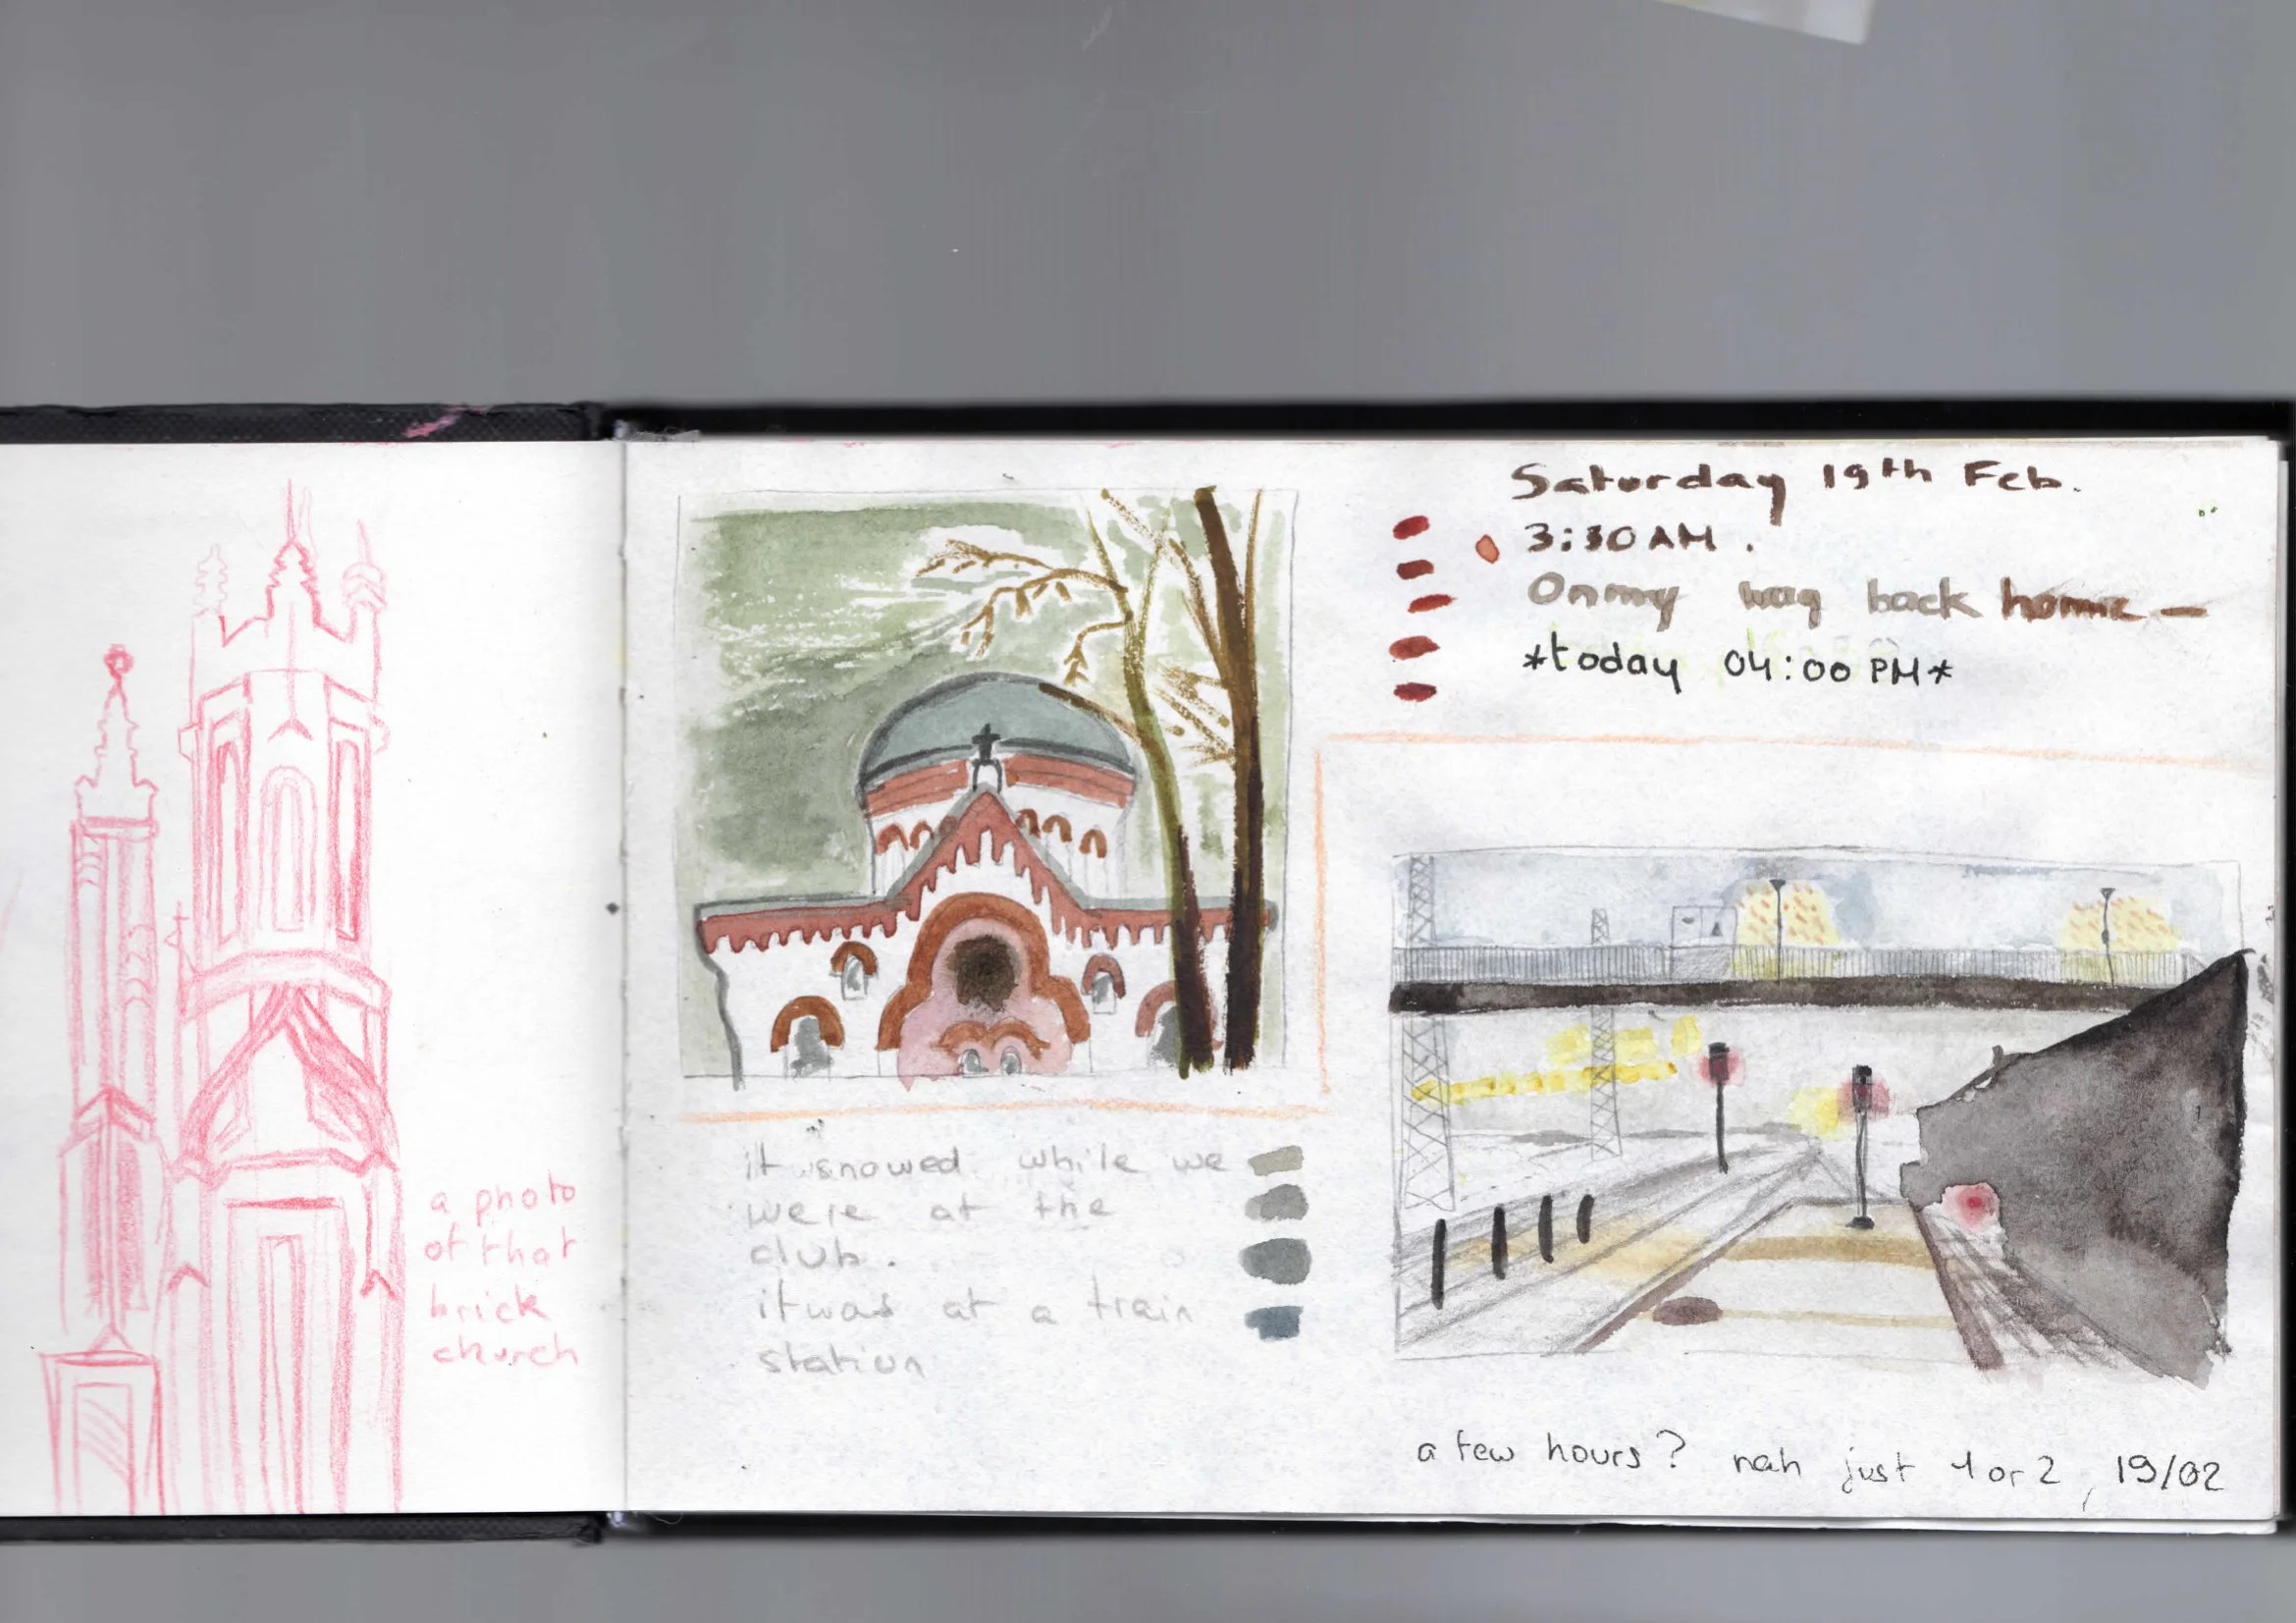 a photo
of that
brick
church
it snowed while we
were at the
club.
it was at a train
station
Saturday 19th Feb.
3:30 AM.
On my way back home —
*today 04:00 PM*
a few hours? nah just 1 or 2, 19/02